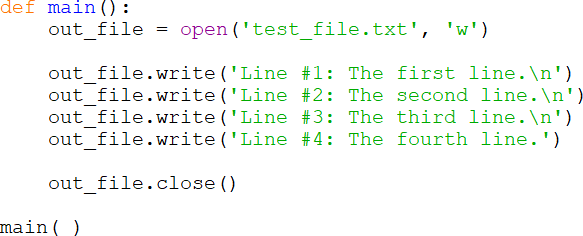 def main():
    out_file = open('test_file.txt', 'w')
    out_file.write('Line #1: The first line.\n')
    out_file.write('Line #2: The second line.\n')
    out_file.write('Line #3: The third line.\n')
    out_file.write('Line #4: The fourth line.')
    out_file.close()
main( )